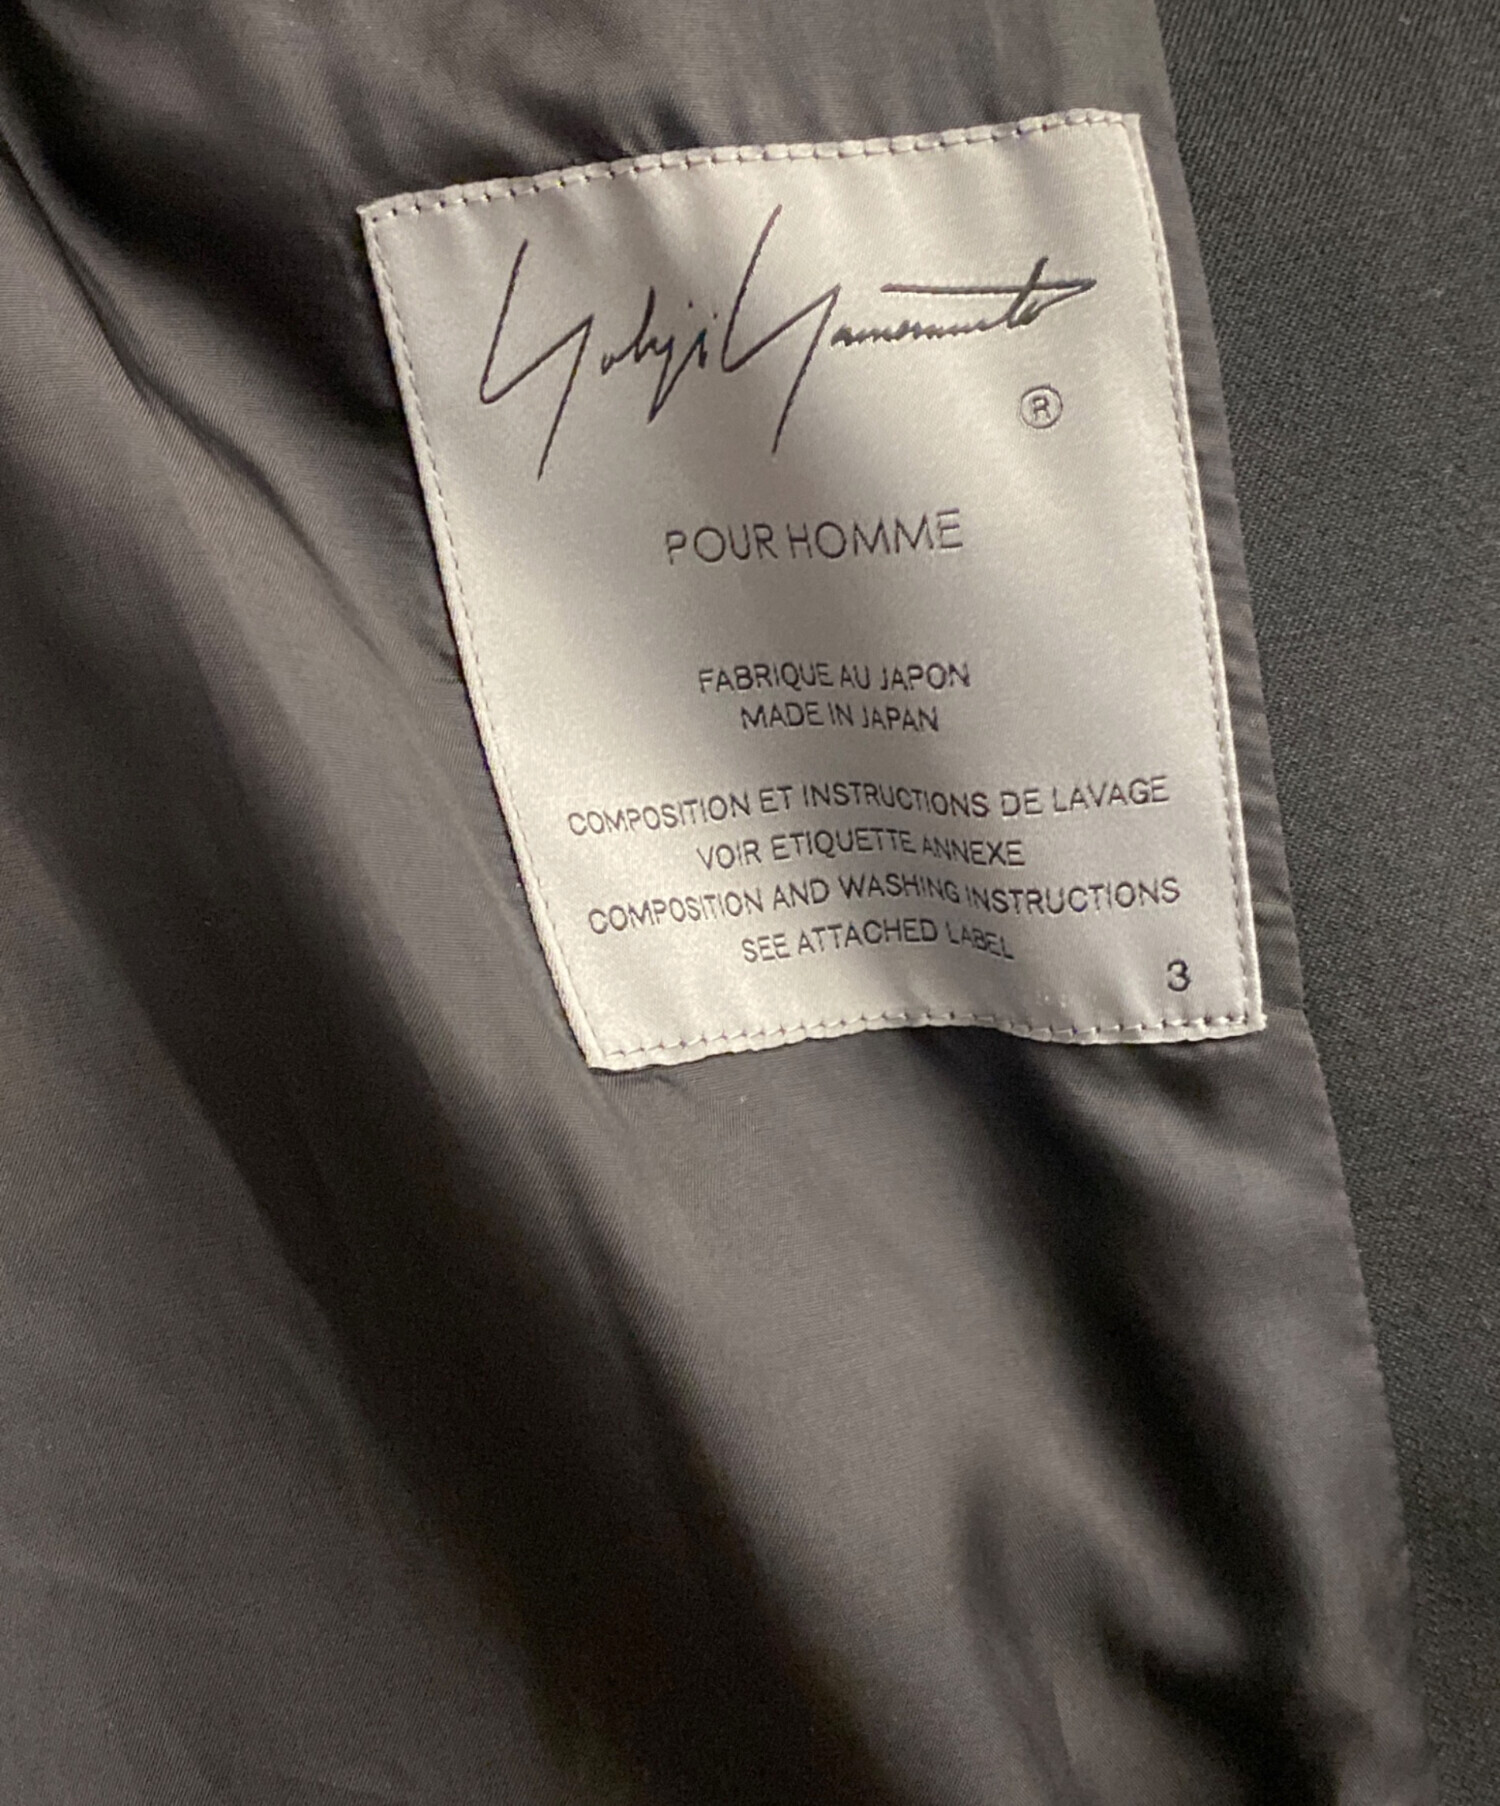 Yohji Yamamoto
®
POUR HOMME
FABRIQUE AU JAPON
MADE IN JAPAN
COMPOSITION ET INSTRUCTIONS DE LAVAGE
VOIR ETIQUETTE ANNEXE
COMPOSITION AND WASHING INSTRUCTIONS
SEE ATTACHED LABEL
3